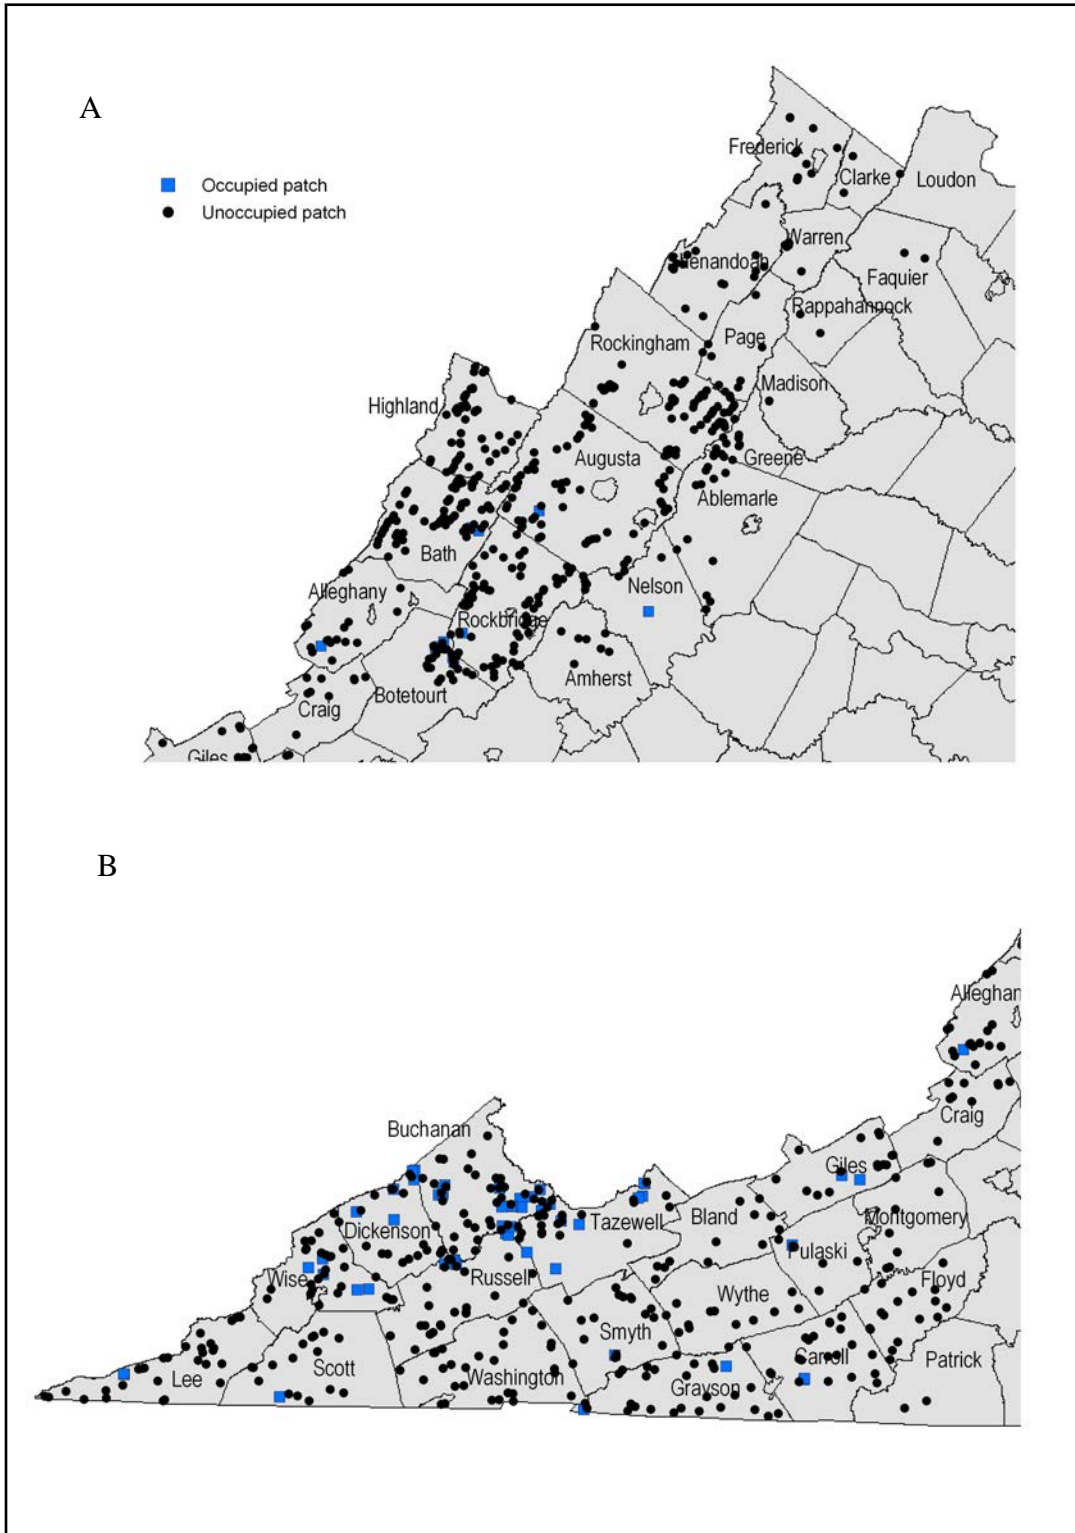 A
Occupied patch
Unoccupied patch
Frederick
Clarke
Loudon
Warren
Shenandoah
Faquier
Rappahannock
Page
Rockingham
Madison
Highland
Augusta
Greene
Ablemarle
Bath
Alleghany
Nelson
Rockbridge
Amherst
Botetourt
Craig
Giles
B
Alleghan
Craig
Buchanan
Giles
Tazewell
Bland
Montgomery
Dickenson
Pulaski
Wise
Russell
Floyd
Wythe
Smyth
Carroll
Patrick
Scott
Lee
Washington
Grayson